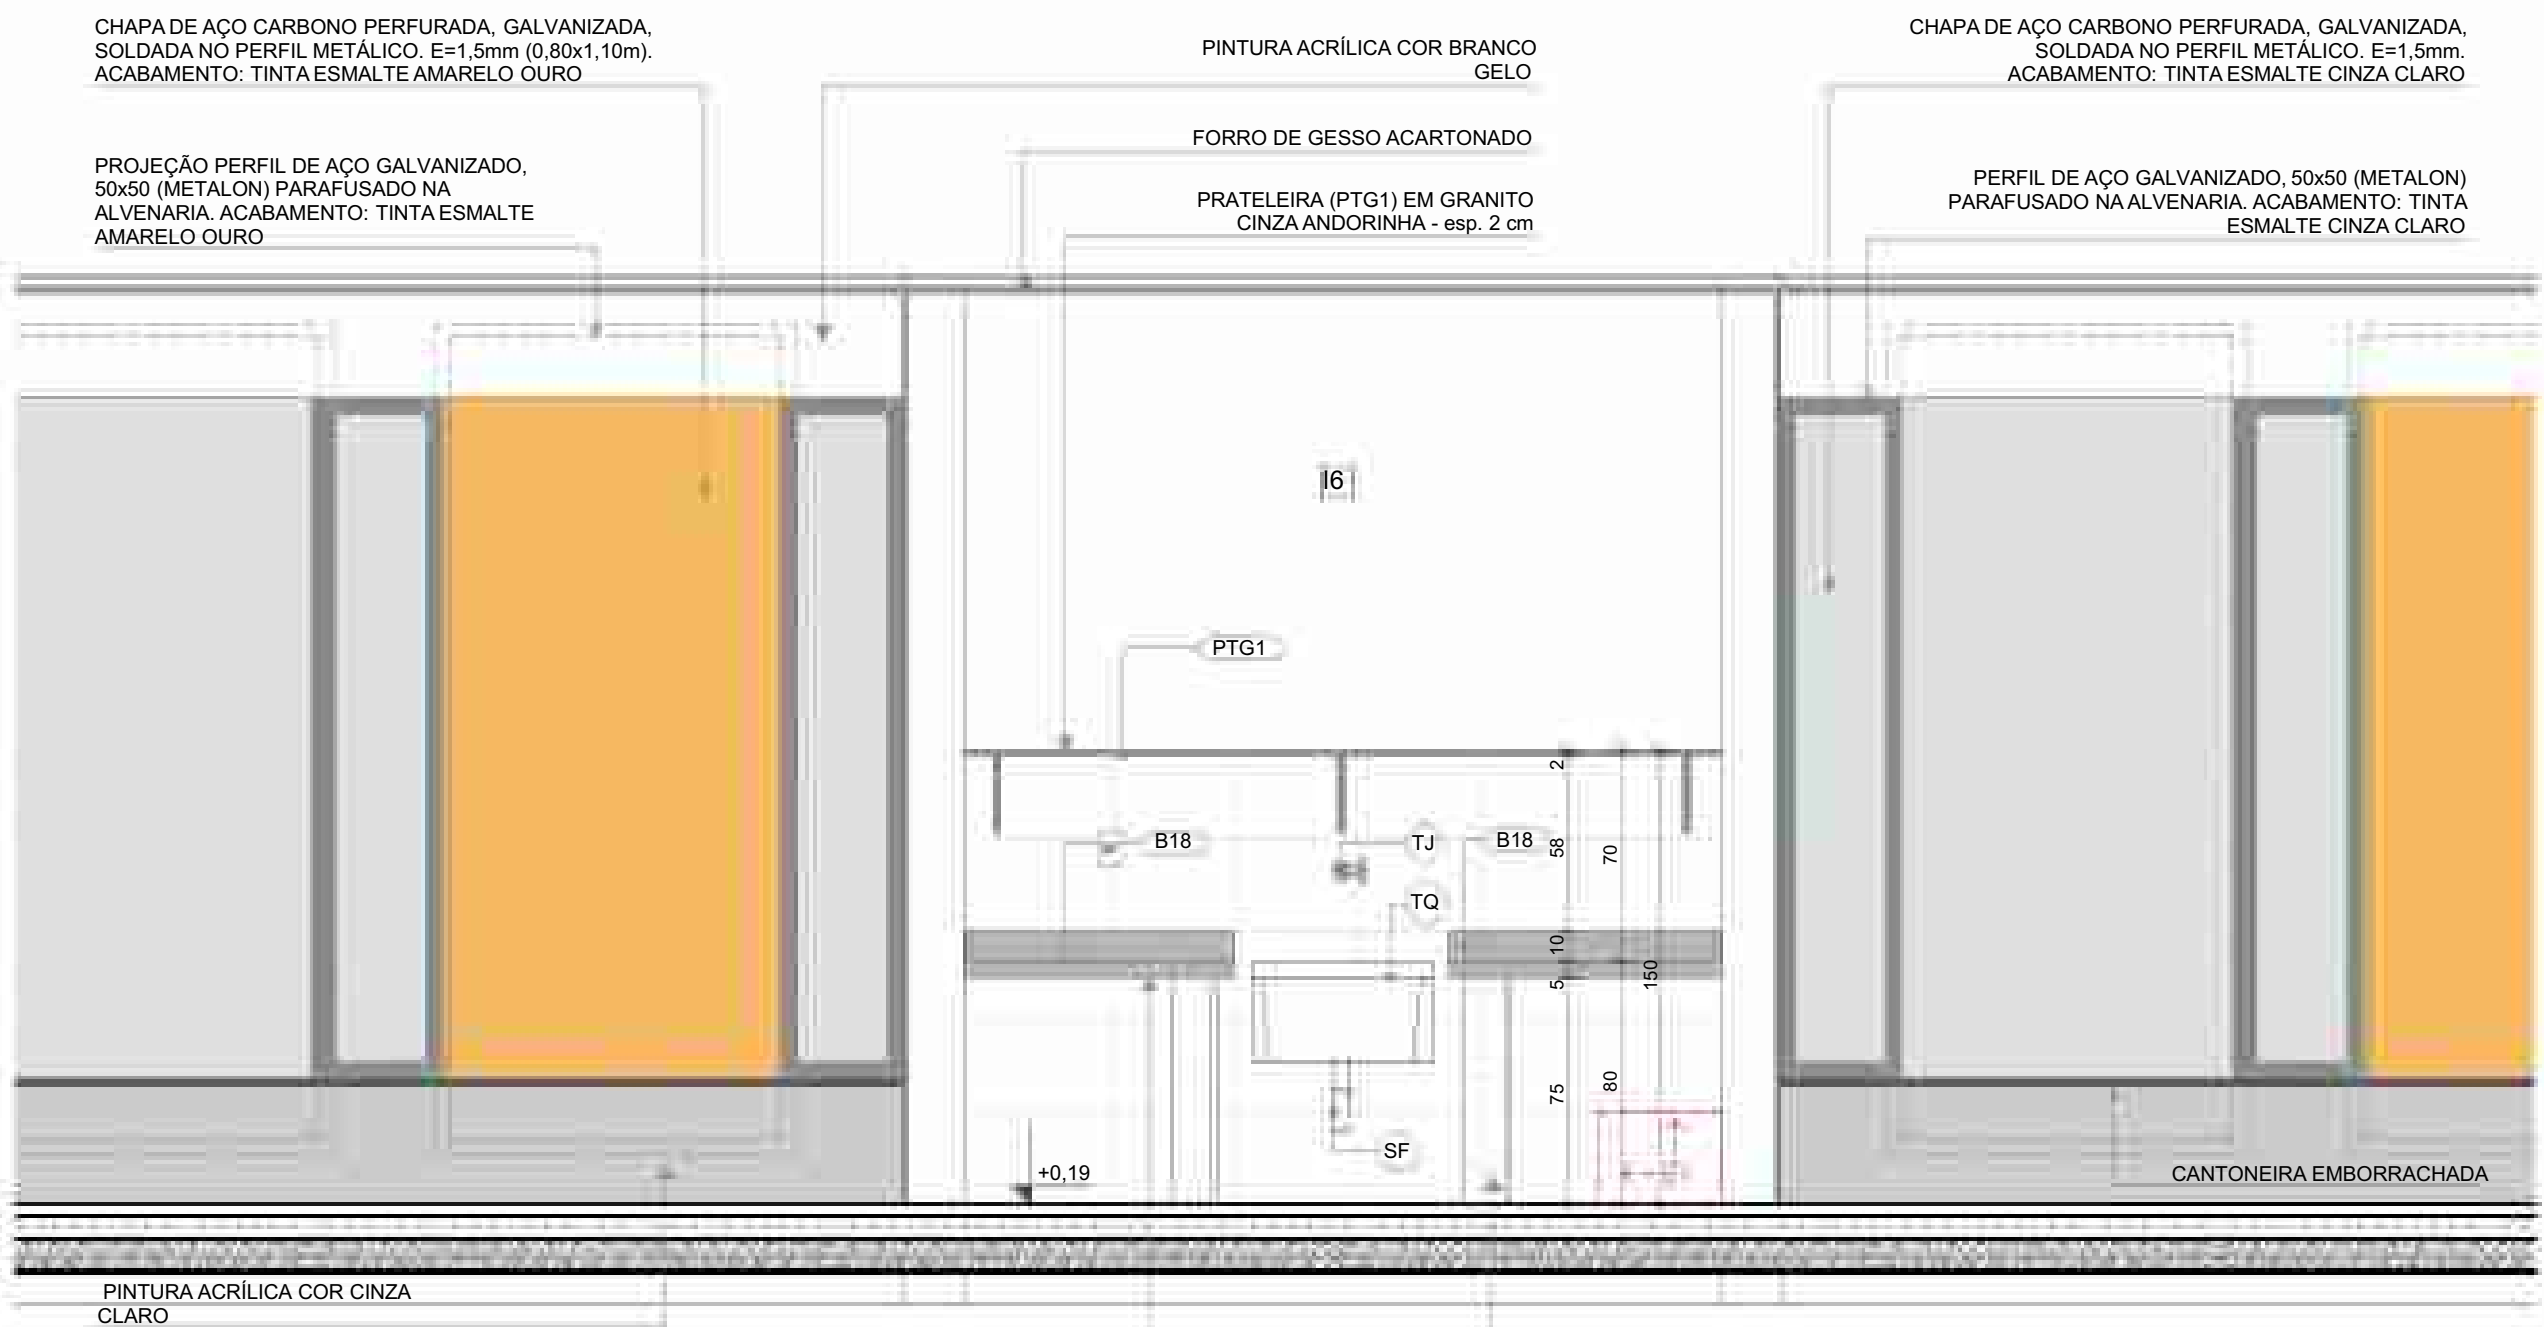 CHAPA DE AÇO CARBONO PERFURADA, GALVANIZADA,
SOLDADA NO PERFIL METÁLICO. E=1,5mm (0,80x1,10m).
ACABAMENTO: TINTA ESMALTE AMARELO OURO
PROJEÇÃO PERFIL DE AÇO GALVANIZADO,
50x50 (METALON) PARAFUSADO NA
ALVENARIA. ACABAMENTO: TINTA ESMALTE
AMARELO OURO
PINTURA ACRÍLICA COR BRANCO
GELO
FORRO DE GESSO ACARTONADO
PRATELEIRA (PTG1) EM GRANITO
CINZA ANDORINHA - esp. 2 cm
CHAPA DE AÇO CARBONO PERFURADA, GALVANIZADA,
SOLDADA NO PERFIL METÁLICO. E=1,5mm.
ACABAMENTO: TINTA ESMALTE CINZA CLARO
PERFIL DE AÇO GALVANIZADO, 50x50 (METALON)
PARAFUSADO NA ALVENARIA. ACABAMENTO: TINTA
ESMALTE CINZA CLARO
I6
PTG1
2
B18
TJ
B18
58
70
TQ
10
5
150
75
80
SF
+0,19
CANTONEIRA EMBORRACHADA
PINTURA ACRÍLICA COR CINZA
CLARO